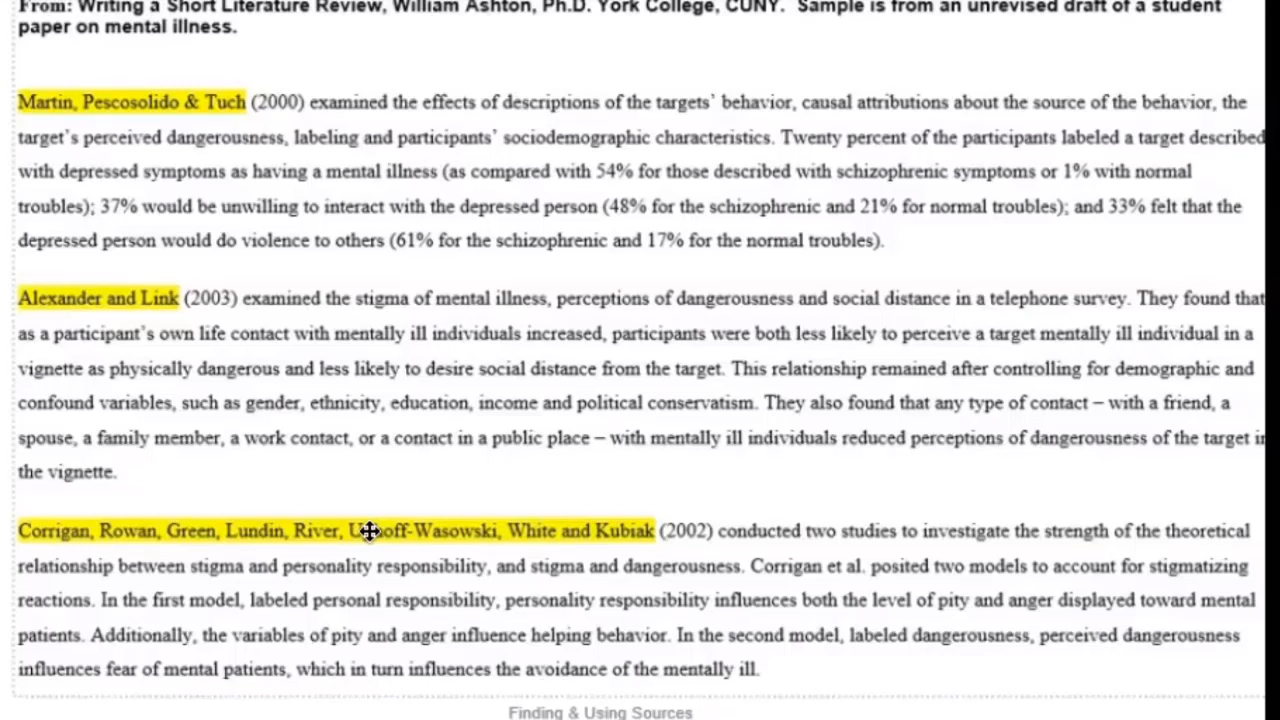 From: Writing a Short Literature Review, William Ashton, Ph.D. York College, CUNY. Sample is from an unrevised draft of a student
paper on mental illness.
Martin, Pescosolido & Tuch (2000) examined the effects of descriptions of the targets' behavior, causal attributions about the source of the behavior, the
target's perceived dangerousness, labeling and participants' sociodemographic characteristics. Twenty percent of the participants labeled a target described
with depressed symptoms as having a mental illness (as compared with 54% for those described with schizophrenic symptoms or 1% with normal
troubles); 37% would be unwilling to interact with the depressed person (48% for the schizophrenic and 21% for normal troubles); and 33% felt that the
depressed person would do violence to others (61% for the schizophrenic and 17% for the normal troubles).
Alexander and Link (2003) examined the stigma of mental illness, perceptions of dangerousness and social distance in a telephone survey. They found that
as a participant's own life contact with mentally ill individuals increased, participants were both less likely to perceive a target mentally ill individual in a
vignette as physically dangerous and less likely to desire social distance from the target. This relationship remained after controlling for demographic and
confound variables, such as gender, ethnicity, education, income and political conservatism. They also found that any type of contact – with a friend, a
spouse, a family member, a work contact, or a contact in a public place – with mentally ill individuals reduced perceptions of dangerousness of the target in
the vignette.
Corrigan, Rowan, Green, Lundin, River, White and Kubiak (2002) conducted two studies to investigate the strength of the theoretical
relationship between stigma and personality responsibility, and stigma and dangerousness. Corrigan et al. posited two models to account for stigmatizing
reactions. In the first model, labeled personal responsibility, personality responsibility influences both the level of pity and anger displayed toward mental
patients. Additionally, the variables of pity and anger influence helping behavior. In the second model, labeled dangerousness, perceived dangerousness
influences fear of mental patients, which in turn influences the avoidance of the mentally ill.
Finding & Using Sources